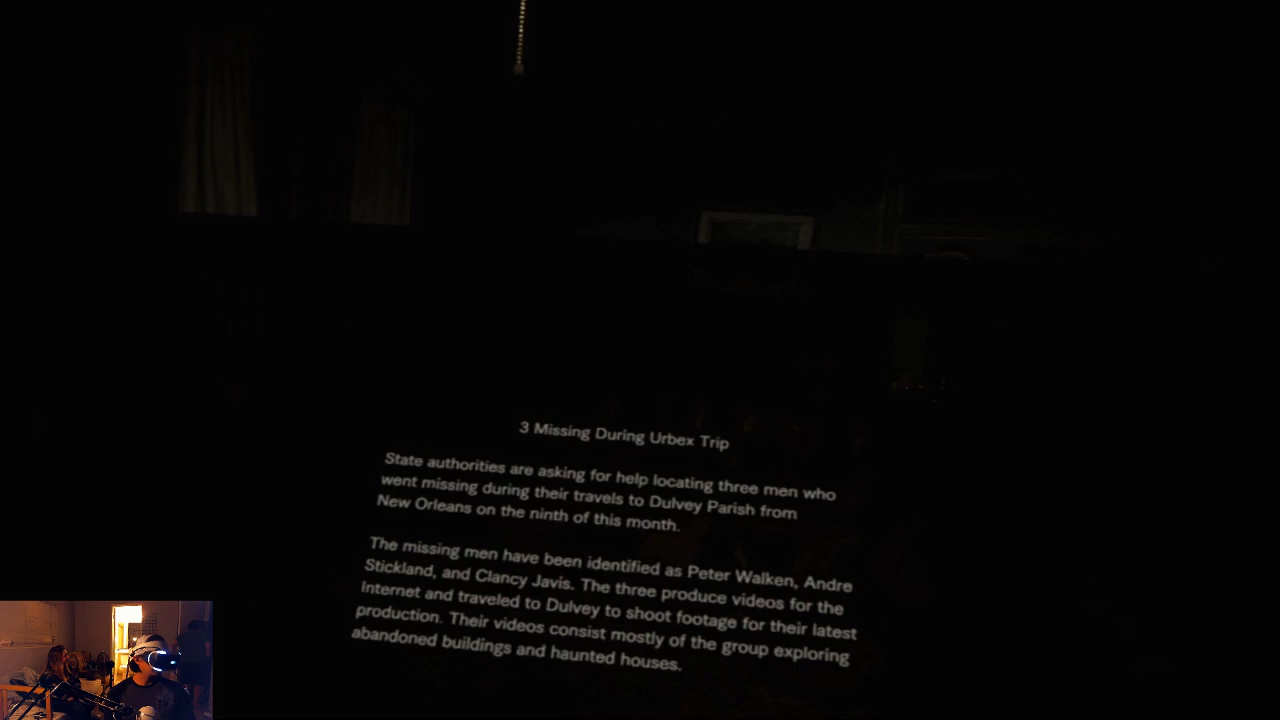 3 Missing During Urbex Trip
State authorities are asking for help locating three men who
went missing during their travels to Dulvey Parish from
New Orleans on the ninth of this month.
The missing men have been identified as Peter Walken, Andre
Stickland, and Clancy Javis. The three produce videos for the
Internet and traveled to Dulvey to shoot footage for their latest
production. Their videos consist mostly of the group exploring
abandoned buildings and haunted houses.